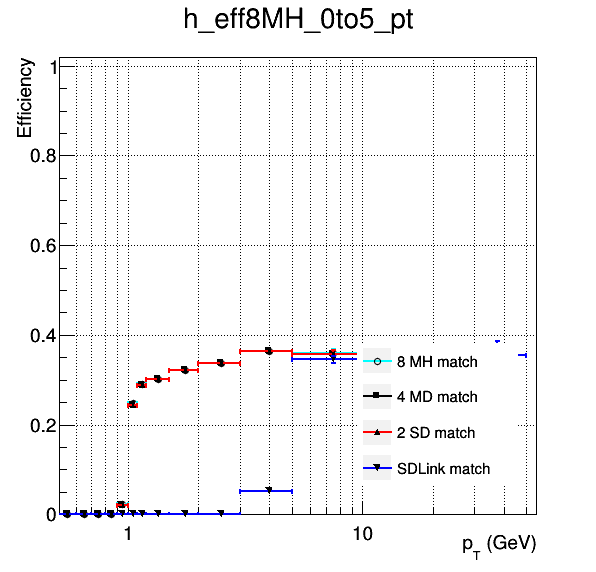 h_eff8MH_0to5_pt
Efficiency
1
0.8
0.6
0.4
0.2
0
8 MH match
4 MD match
2 SD match
SDLink match
1
10
p_T (GeV)